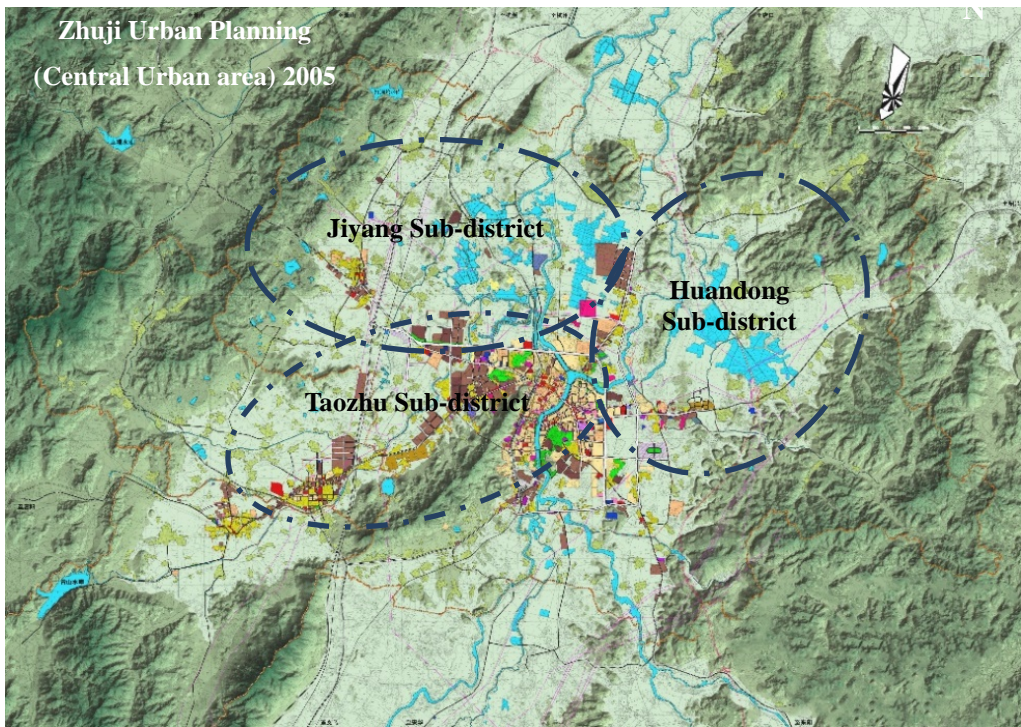 N
Zhuji Urban Planning
(Central Urban area) 2005
Jiyang Sub-district
Huandong
Sub-district
Taozhu Sub-district